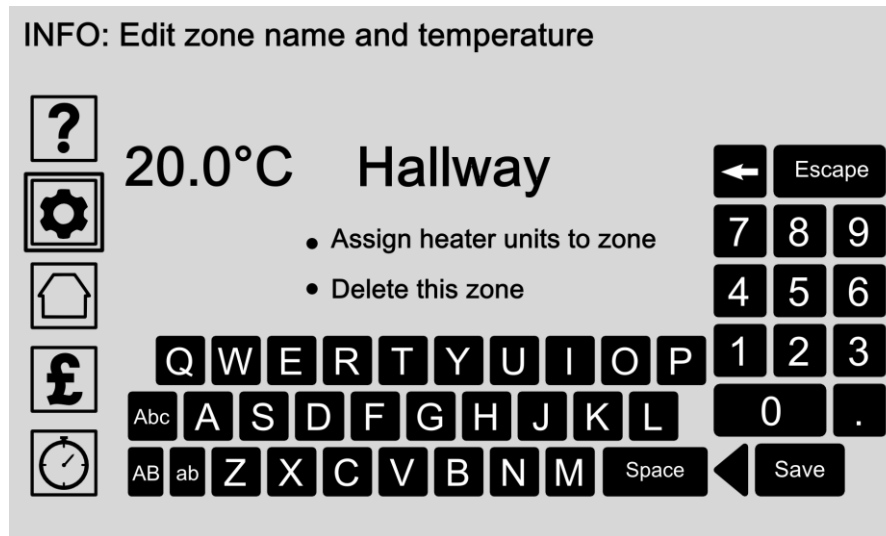 INFO: Edit zone name and temperature
?
20.0°C Hallway
Escape
• Assign heater units to zone
7 8 9
• Delete this zone
4 5 6
£
Q W E R T Y U I O P
1 2 3
Abc A S D F G H J K L
0 .
AB ab Z X C V B N M Space
Save